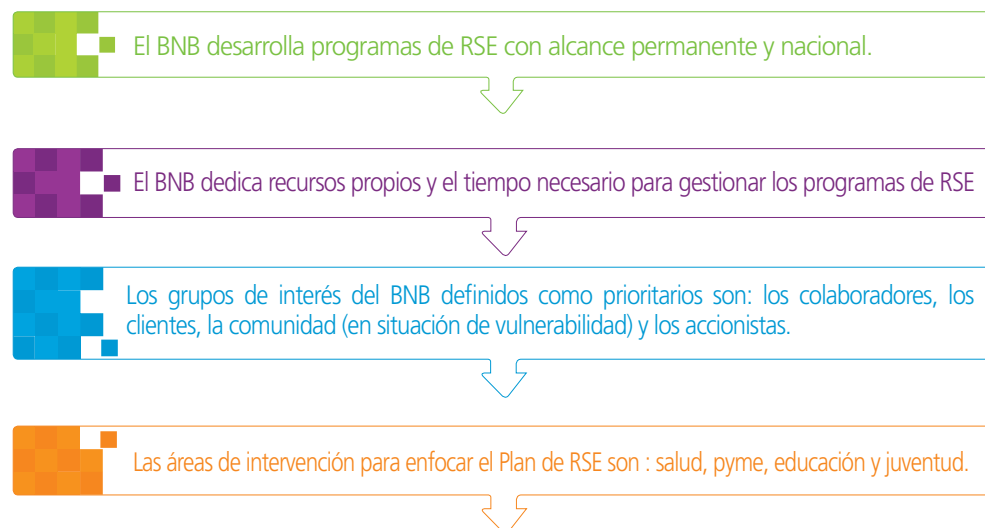 El BNB desarrolla programas de RSE con alcance permanente y nacional.
El BNB dedica recursos propios y el tiempo necesario para gestionar los programas de RSE
Los grupos de interés del BNB definidos como prioritarios son: los colaboradores, los
clientes, la comunidad (en situación de vulnerabilidad) y los accionistas.
Las áreas de intervención para enfocar el Plan de RSE son : salud, pyme, educación y juventud.